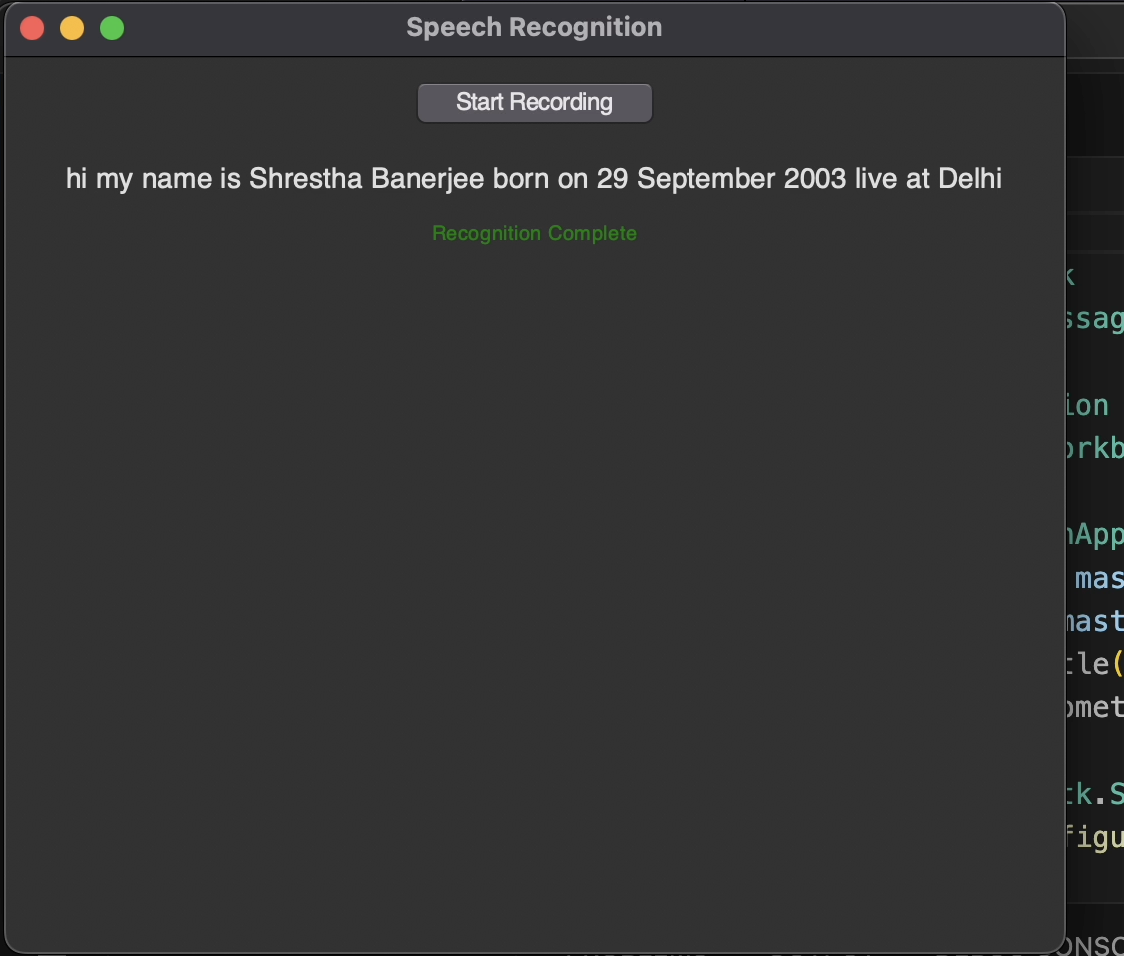 Speech Recognition
Start Recording
hi my name is Shrestha Banerjee born on 29 September 2003 live at Delhi
Recognition Complete
k
ssag
ion
orkb
nApp
mas
mast
tle(
omet
tk.S
figu
ONSO